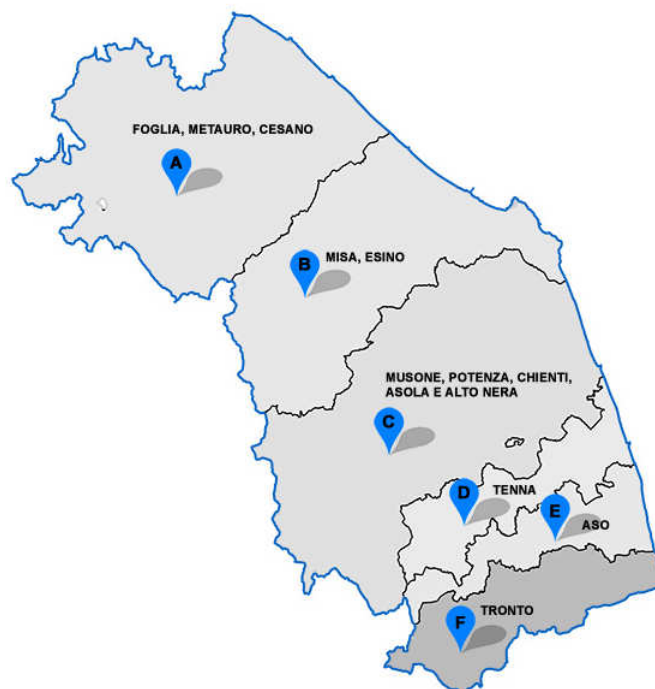 FOGLIA, METAURO, CESANO
A
B
MISA, ESINO
MUSONE, POTENZA, CHIENTI,
ASOLA E ALTO NERA
C
D
TENNA
E
ASO
F
TRONTO